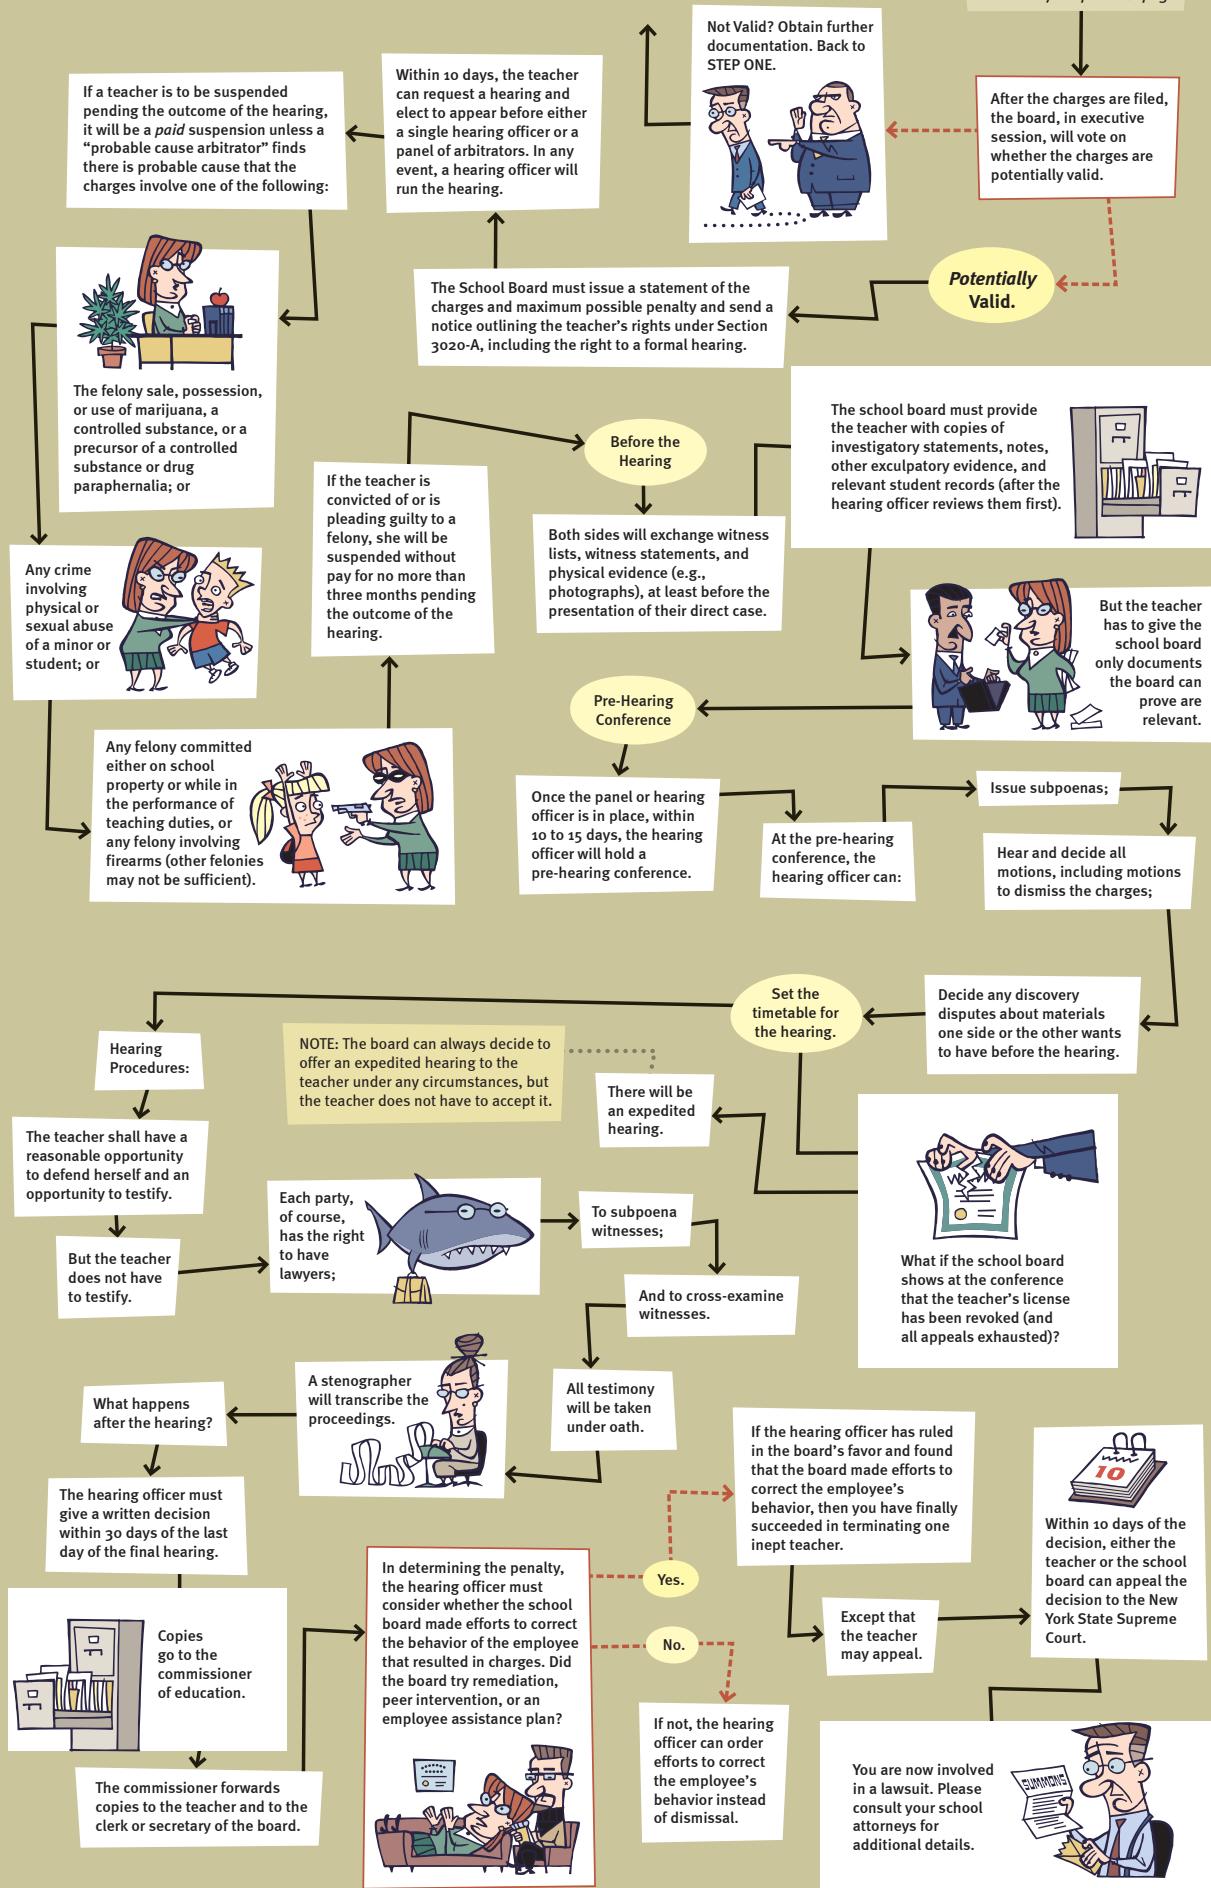 Not Valid? Obtain further
documentation. Back to
STEP ONE.
After the charges are filed,
the board, in executive
session, will vote on
whether the charges are
potentially valid.
Potentially
Valid.
The School Board must issue a statement of the
charges and maximum possible penalty and send a
notice outlining the teacher's rights under Section
3020-A, including the right to a formal hearing.
Within 10 days, the teacher
can request a hearing and
elect to appear before either
a single hearing officer or a
panel of arbitrators. In any
event, a hearing officer will
run the hearing.
If a teacher is to be suspended
pending the outcome of the hearing,
it will be a paid suspension unless a
“probable cause arbitrator” finds
there is probable cause that the
charges involve one of the following:
The felony sale, possession,
or use of marijuana, a
controlled substance, or a
precursor of a controlled
substance or drug
paraphernalia; or
Any crime
involving
physical or
sexual abuse
of a minor or
student; or
Any felony committed
either on school
property or while in
the performance of
teaching duties, or
any felony involving
firearms (other felonies
may not be sufficient).
If the teacher is
convicted of or is
pleading guilty to a
felony, she will be
suspended without
pay for no more than
three months pending
the outcome of the
hearing.
Before the
Hearing
Both sides will exchange witness
lists, witness statements, and
physical evidence (e.g.,
photographs), at least before the
presentation of their direct case.
The school board must provide
the teacher with copies of
investigatory statements, notes,
other exculpatory evidence, and
relevant student records (after the
hearing officer reviews them first).
But the teacher
has to give the
school board
only documents
the board can
prove are
relevant.
Pre-Hearing
Conference
Once the panel or hearing
officer is in place, within
10 to 15 days, the hearing
officer will hold a
pre-hearing conference.
At the pre-hearing
conference, the
hearing officer can:
Issue subpoenas;
Hear and decide all
motions, including motions
to dismiss the charges;
Decide any discovery
disputes about materials
one side or the other wants
to have before the hearing.
Set the
timetable for
the hearing.
What if the school board
shows at the conference
that the teacher's license
has been revoked (and
all appeals exhausted)?
There will be
an expedited
hearing.
NOTE: The board can always decide to
offer an expedited hearing to the
teacher under any circumstances, but
the teacher does not have to accept it.
Hearing
Procedures:
The teacher shall have a
reasonable opportunity
to defend herself and an
opportunity to testify.
But the teacher
does not have
to testify.
Each party,
of course,
has the right
to have
lawyers;
To subpoena
witnesses;
And to cross-examine
witnesses.
All testimony
will be taken
under oath.
A stenographer
will transcribe the
proceedings.
What happens
after the hearing?
The hearing officer must
give a written decision
within 30 days of the last
day of the final hearing.
Copies
go to the
commissioner
of education.
The commissioner forwards
copies to the teacher and to the
clerk or secretary of the board.
In determining the penalty,
the hearing officer must
consider whether the school
board made efforts to correct
the behavior of the employee
that resulted in charges. Did
the board try remediation,
peer intervention, or an
employee assistance plan?
Yes.
No.
If not, the hearing
officer can order
efforts to correct
the employee's
behavior instead
of dismissal.
If the hearing officer has ruled
in the board's favor and found
that the board made efforts to
correct the employee's
behavior, then you have finally
succeeded in terminating one
inept teacher.
Except that
the teacher
may appeal.
10
Within 10 days of the
decision, either the
teacher or the school
board can appeal the
decision to the New
York State Supreme
Court.
You are now involved
in a lawsuit. Please
consult your school
attorneys for
additional details.
SUMMONS